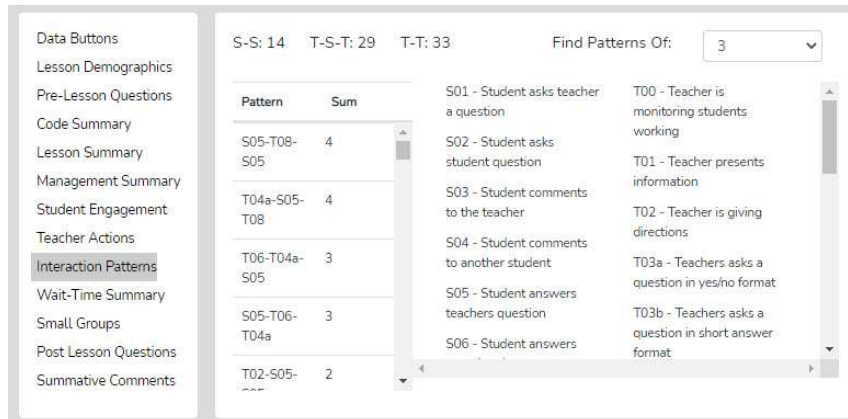 Data Buttons
Lesson Demographics
Pre-Lesson Questions
Code Summary
Lesson Summary
Management Summary
Student Engagement
Teacher Actions
Interaction Patterns
Wait-Time Summary
Small Groups
Post Lesson Questions
Summative Comments
S-S: 14 T-S-T: 29 T-T: 33 Find Patterns Of: 3
Pattern Sum
S05-T08- 4
S05
T04a-S05- 4
T08
T06-T04a- 3
S05
S05-T06- 3
T04a
T02-S05- 2
S01 - Student asks teacher
a question
S02 - Student asks
student question
S03 - Student comments
to the teacher
S04 - Student comments
to another student
S05 - Student answers
teachers question
S06 - Student answers
T00 - Teacher is
monitoring students
working
T01 - Teacher presents
information
T02 - Teacher is giving
directions
T03a - Teachers asks a
question in yes/no format
T03b - Teachers asks a
question in short answer
format